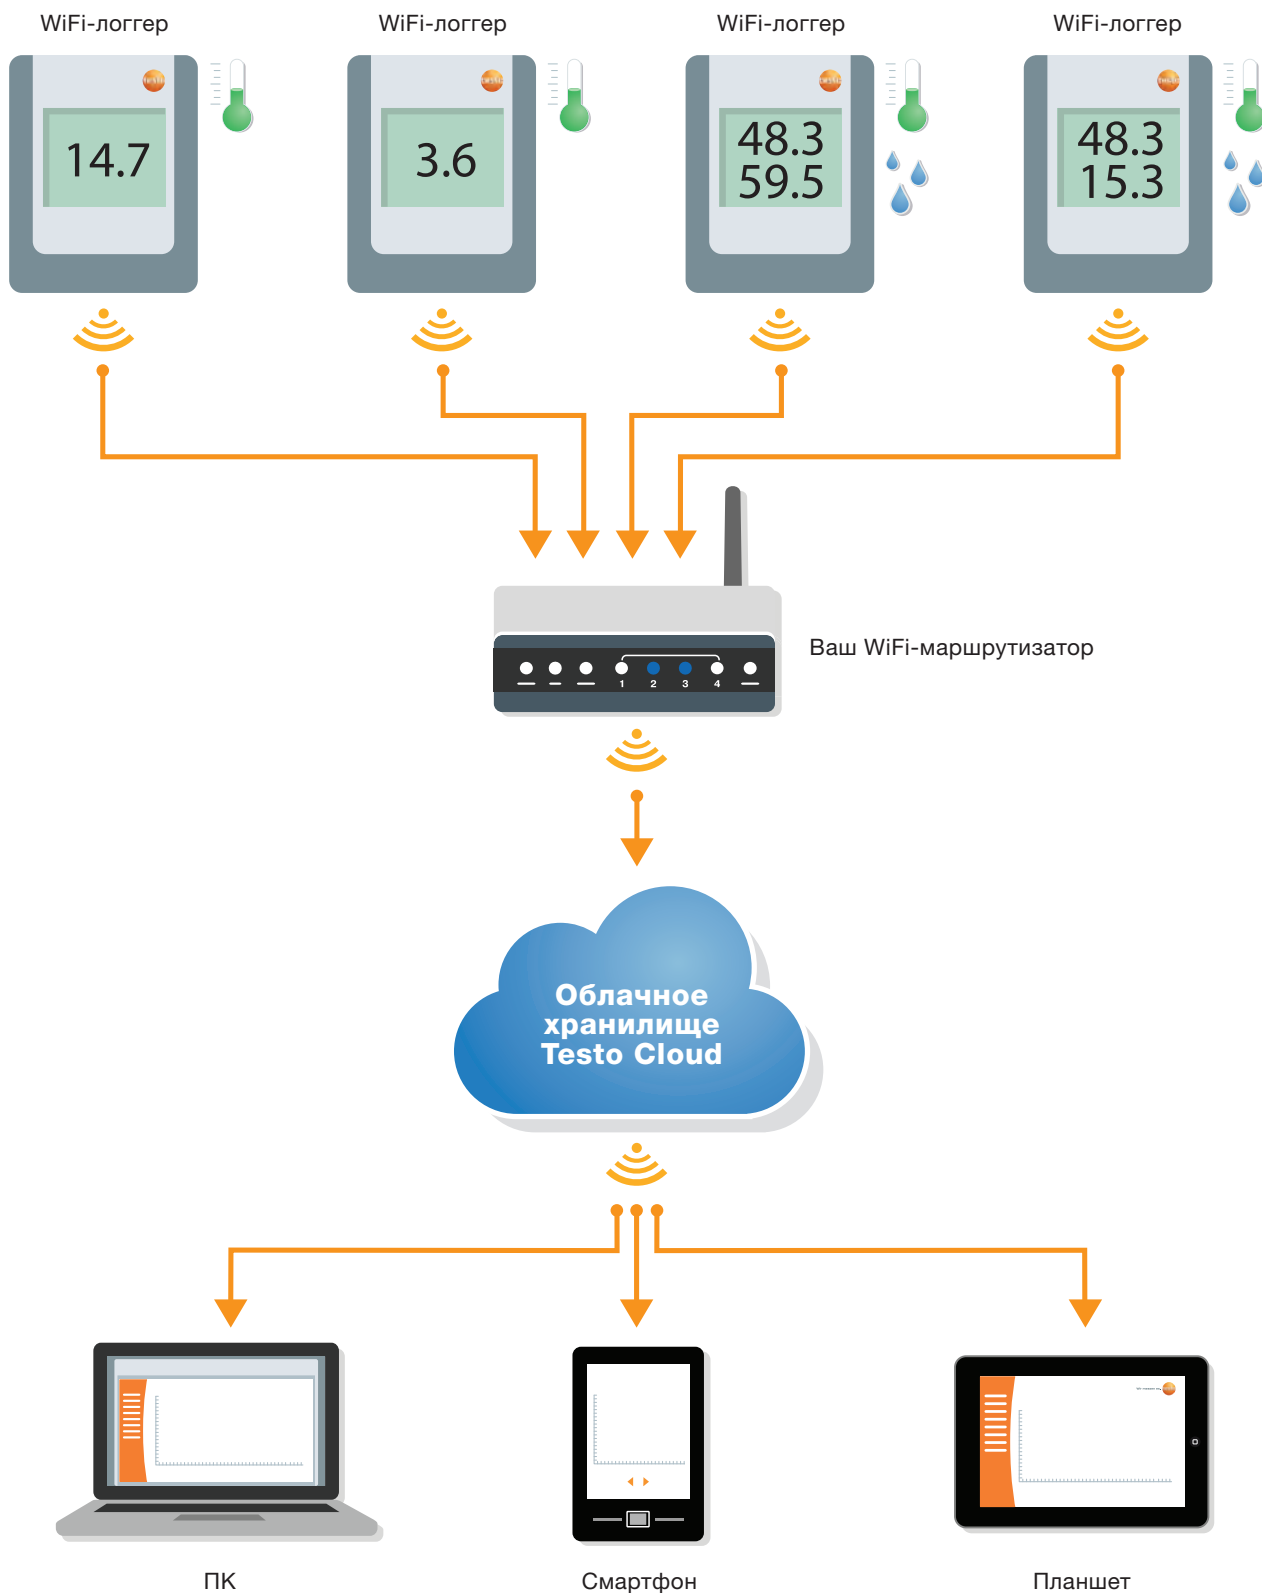 WiFi-логгер
WiFi-логгер
WiFi-логгер
WiFi-логгер
14.7
3.6
48.3
59.5
48.3
15.3
Ваш WiFi-маршрутизатор
1 2 3 4
Облачное
хранилище
Testo Cloud
ПК
Смартфон
Планшет